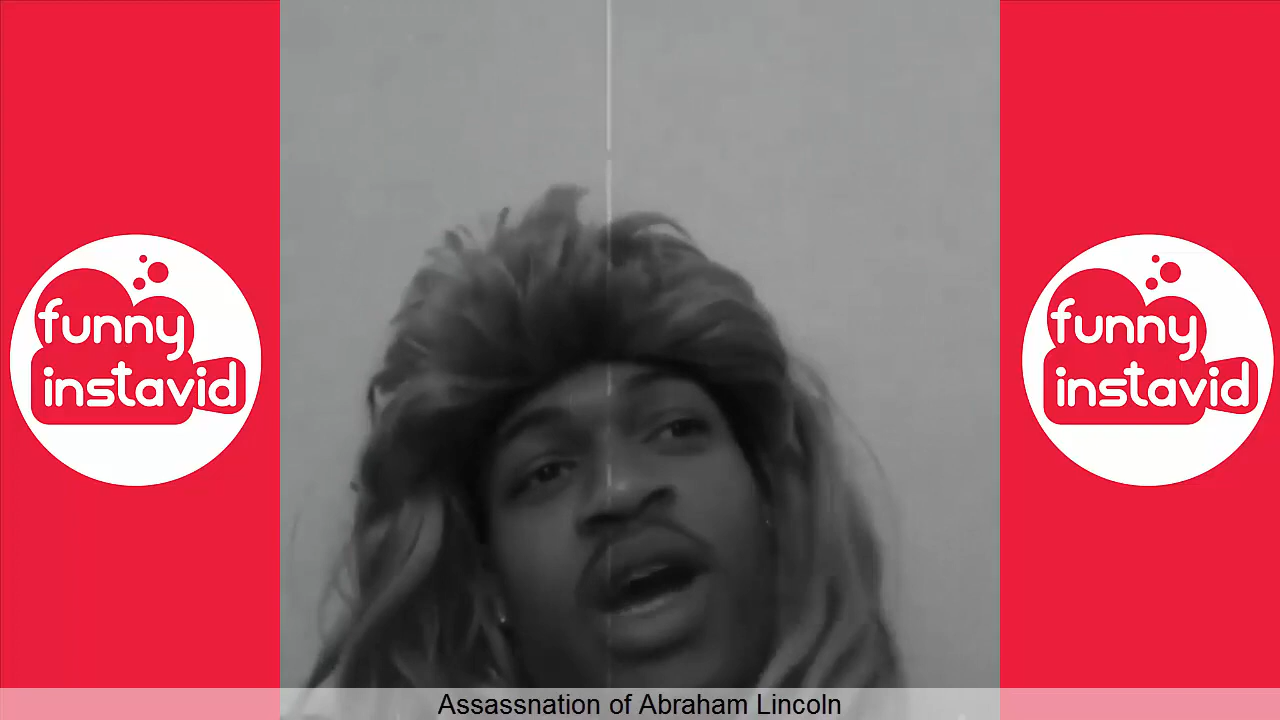 funny
instavid
funny
instavid
Assassnation of Abraham Lincoln